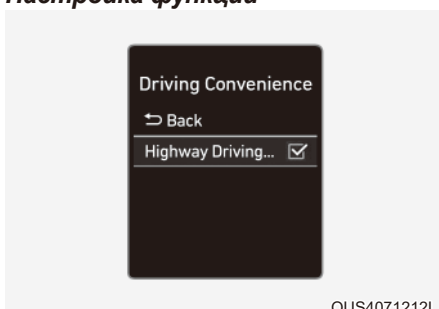 Настройка функций
Driving Convenience
⮌ Back
Highway Driving... ☑
OUS4071212L